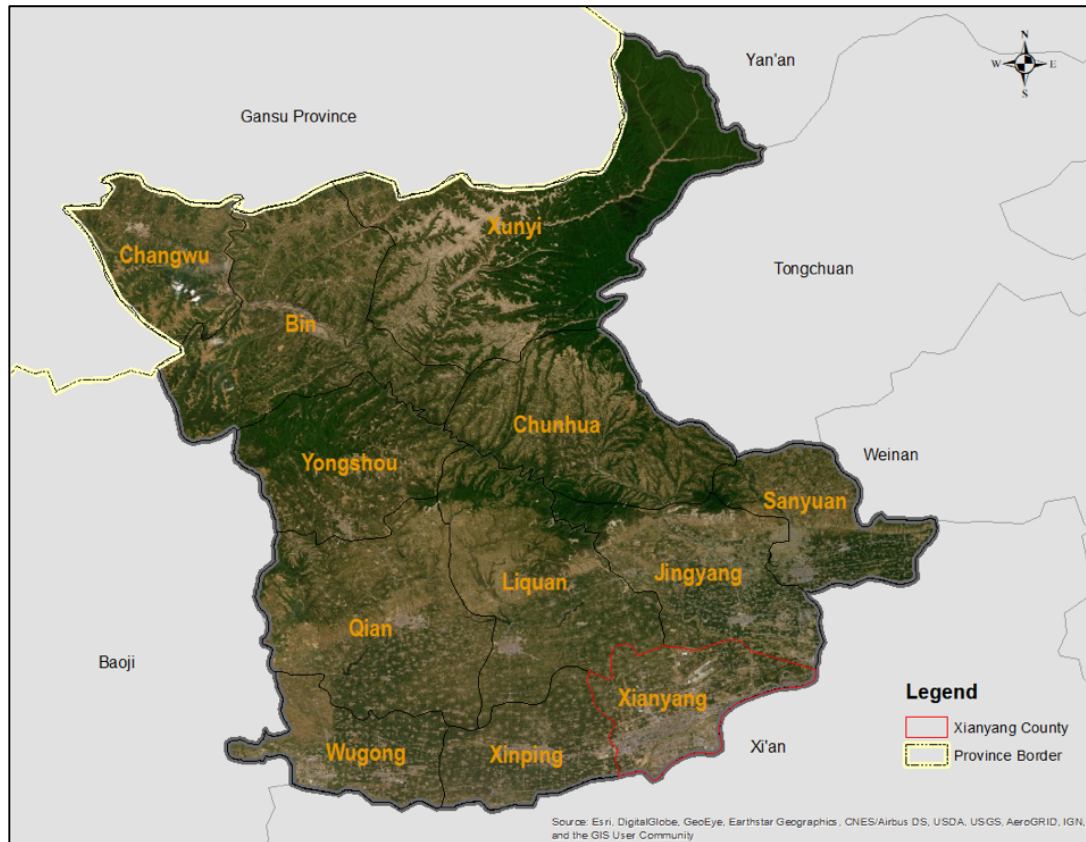 Yan'an
N
W E
S
Gansu Province
Xunyi
Changwu
Tongchuan
Bin
Chunhua
Weinan
Yongshou
Sanyuan
Jingyang
Liquan
Qian
Baoji
Xianyang
Legend
Xianyang County
Xi'an
Wugong
Xinping
Province Border
Source: Esri, DigitalGlobe, GeoEye, Earthstar Geographics, CNES/Airbus DS, USDA, USGS, AeroGRID, IGN,
and the GIS User Community